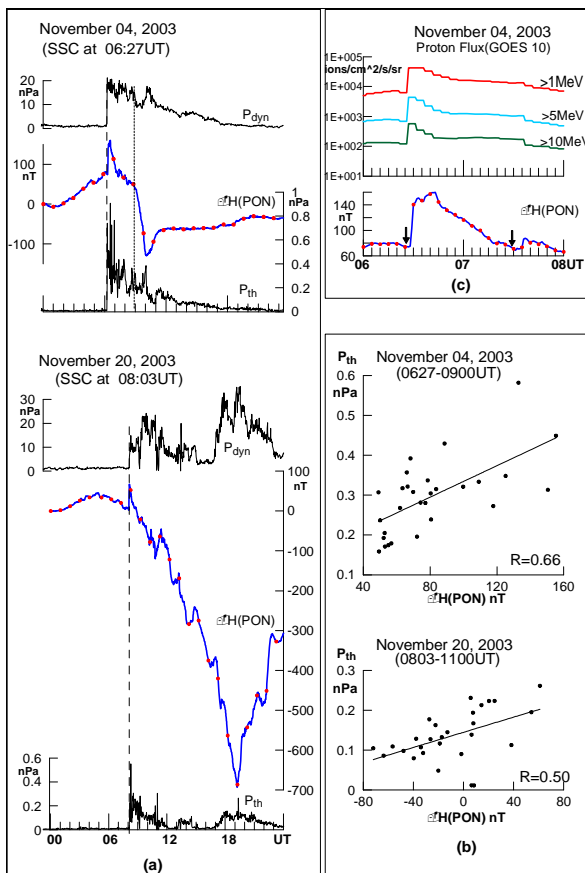 November 04, 2003
(SSC at 06:27UT)
20
nPa
10
0
Pdyn
100
nT
0
-100
H(PON)
1
nPa
0.8
0.6
0.4
0.2
0
Pth
November 20, 2003
(SSC at 08:03UT)
30
nPa
20
10
0
Pdyn
100
nT
0
-100
-200
-300
-400
-500
-600
-700
H(PON)
0.6
nPa
0.4
0.2
0
Pth
00 06 12 18 UT
(a)
November 04, 2003
Proton Flux(GOES 10)
1E+005
ions/cm^2/s/sr
1E+004
1E+003
1E+002
1E+001
>1MeV
>5MeV
>10MeV
H(PON)
nT
140
120
100
80
60
06 07 08UT
(c)
November 04, 2003
(0627-0900UT)
Pth
nPa
0.6
0.5
0.4
0.3
0.2
0.1
R=0.66
40 80 120 160
H(PON) nT
November 20, 2003
(0803-1100UT)
Pth
nPa
0.3
0.2
0.1
0
R=0.50
-80 -40 0 40 80
H(PON) nT
(b)